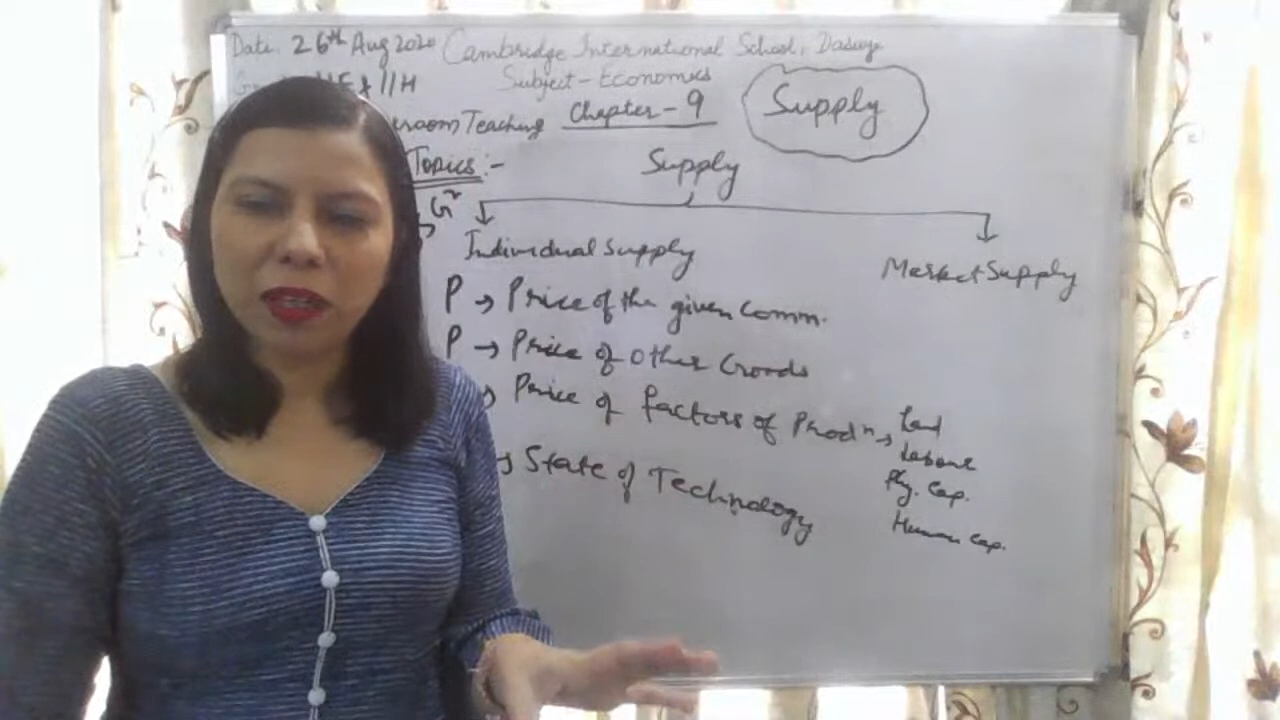 Date: 26th Aug 2020 Cambridge International School, Dasuya
11H Subject - Economics
Teaching Chapter - 9 Supply
Topics :- Supply
Individual Supply Market Supply
P → Price of the given Comm.
P → Price of Other Goods
Price of factors of Prodn → Land
Labour
Phy. Cap.
→ State of Technology Human Cap.